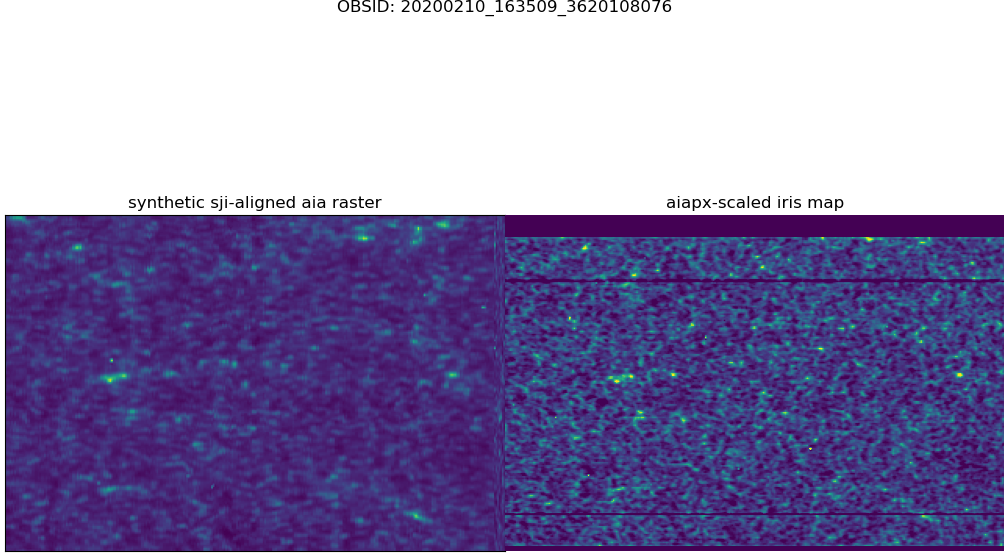 OBSID: 20200210_163509_3620108076
synthetic sji-aligned aia raster
aiapx-scaled iris map